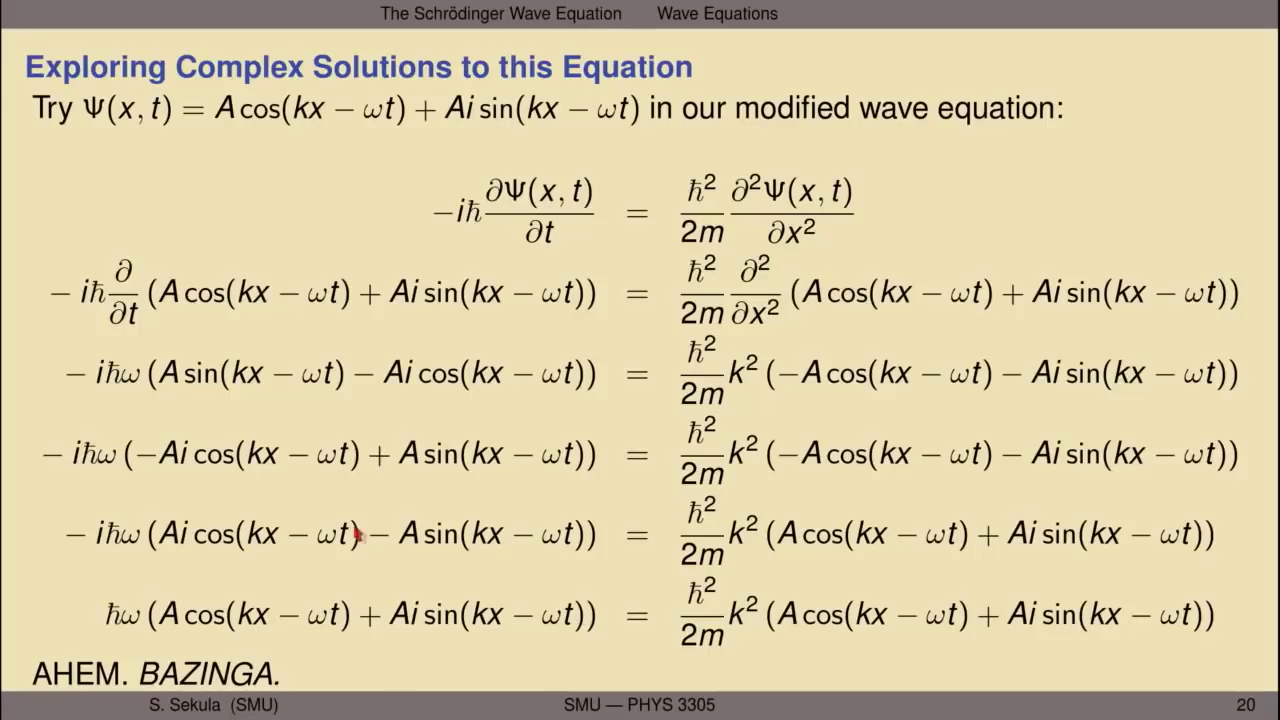 The Schrödinger Wave Equation Wave Equations
Exploring Complex Solutions to this Equation
Try Ψ(x, t) = A cos(kx − ωt) + Ai sin(kx − ωt) in our modified wave equation:
−iℏ ∂Ψ(x, t)/∂t = ℏ²/2m ∂²Ψ(x, t)/∂x²
− iℏ ∂/∂t (A cos(kx − ωt) + Ai sin(kx − ωt)) = ℏ²/2m ∂²/∂x² (A cos(kx − ωt) + Ai sin(kx − ωt))
− iℏω (A sin(kx − ωt) − Ai cos(kx − ωt)) = ℏ²/2m k² (−A cos(kx − ωt) − Ai sin(kx − ωt))
− iℏω (−Ai cos(kx − ωt) + A sin(kx − ωt)) = ℏ²/2m k² (−A cos(kx − ωt) − Ai sin(kx − ωt))
− iℏω (Ai cos(kx − ωt) − A sin(kx − ωt)) = ℏ²/2m k² (A cos(kx − ωt) + Ai sin(kx − ωt))
ℏω (A cos(kx − ωt) + Ai sin(kx − ωt)) = ℏ²/2m k² (A cos(kx − ωt) + Ai sin(kx − ωt))
AHEM. BAZINGA.
S. Sekula (SMU) SMU — PHYS 3305 20